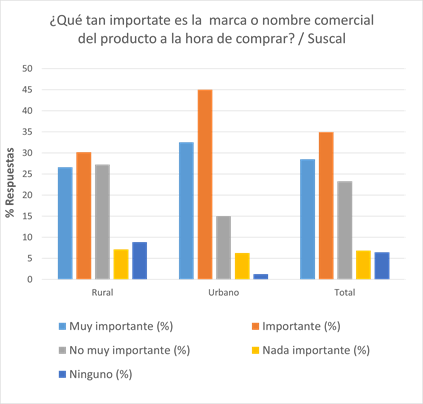 ¿Qué tan importate es la marca o nombre comercial
del producto a la hora de comprar? / Suscal
% Respuestas
50
45
40
35
30
25
20
15
10
5
0
Rural Urbano Total
Muy importante (%) Importante (%)
No muy importante (%) Nada importante (%)
Ninguno (%)